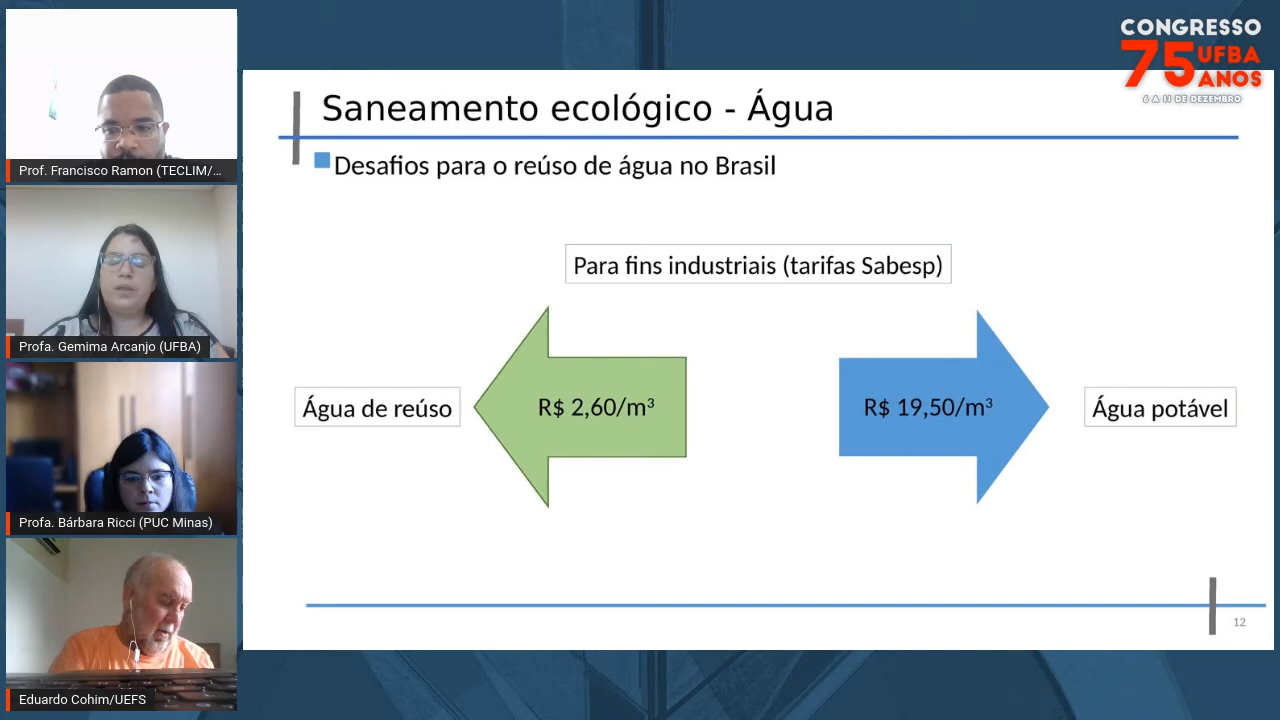 CONGRESSO
75 UFBA
ANOS
6 A 11 DE DEZEMBRO
Prof. Francisco Ramon (TECLIM/...
Profa. Gemima Arcanjo (UFBA)
Profa. Bárbara Ricci (PUC Minas)
Eduardo Cohim/UEFS
Saneamento ecológico - Água
Desafios para o reúso de água no Brasil
Para fins industriais (tarifas Sabesp)
Água de reúso
R$ 2,60/m³
R$ 19,50/m³
Água potável
12